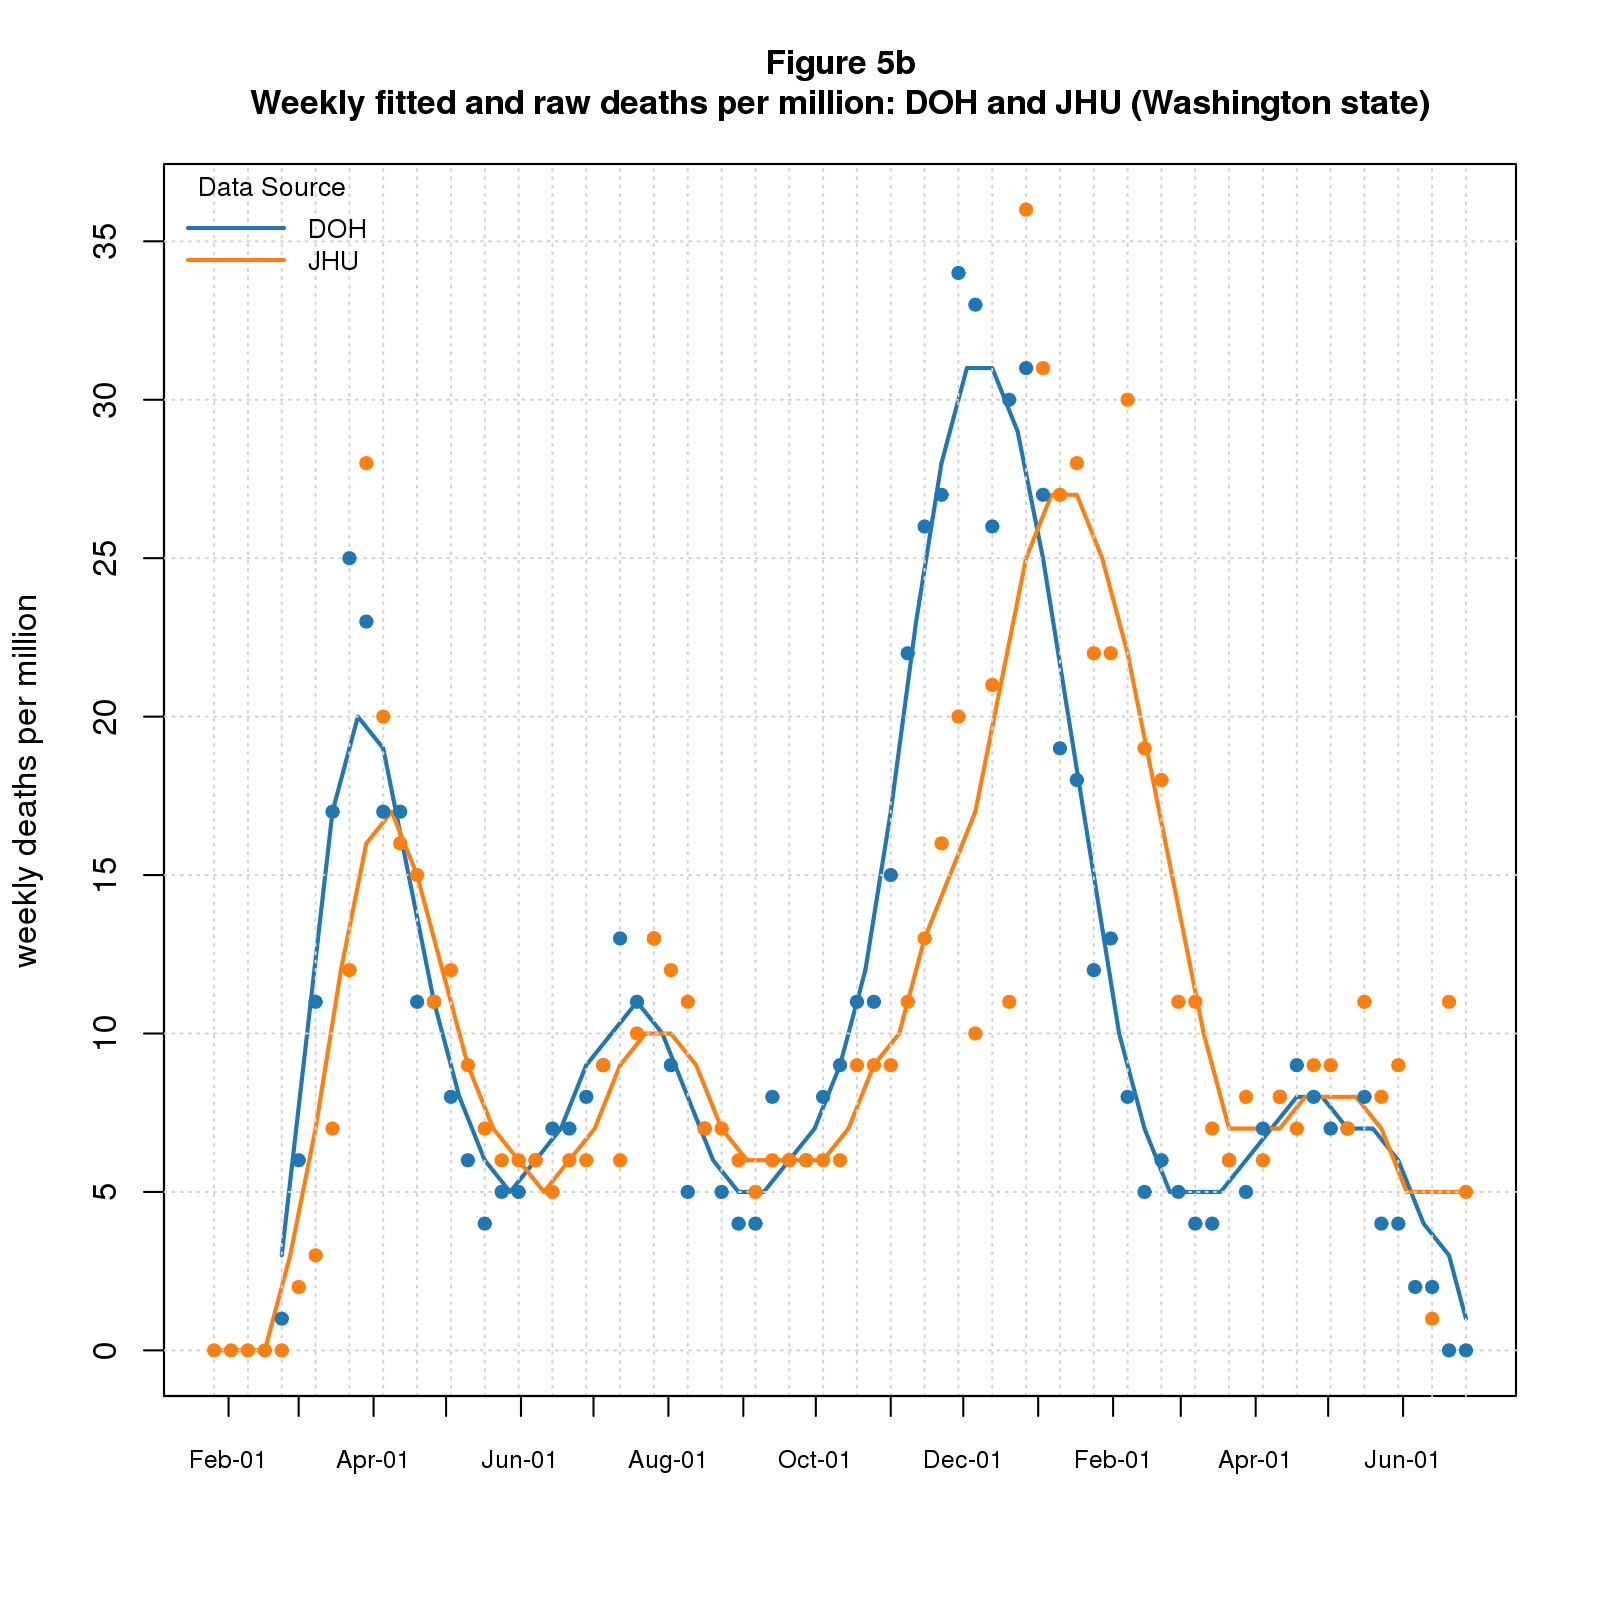 Figure 5b
Weekly fitted and raw deaths per million: DOH and JHU (Washington state)
Data Source
DOH
JHU
weekly deaths per million
35
30
25
20
15
10
5
0
Feb-01 Apr-01 Jun-01 Aug-01 Oct-01 Dec-01 Feb-01 Apr-01 Jun-01